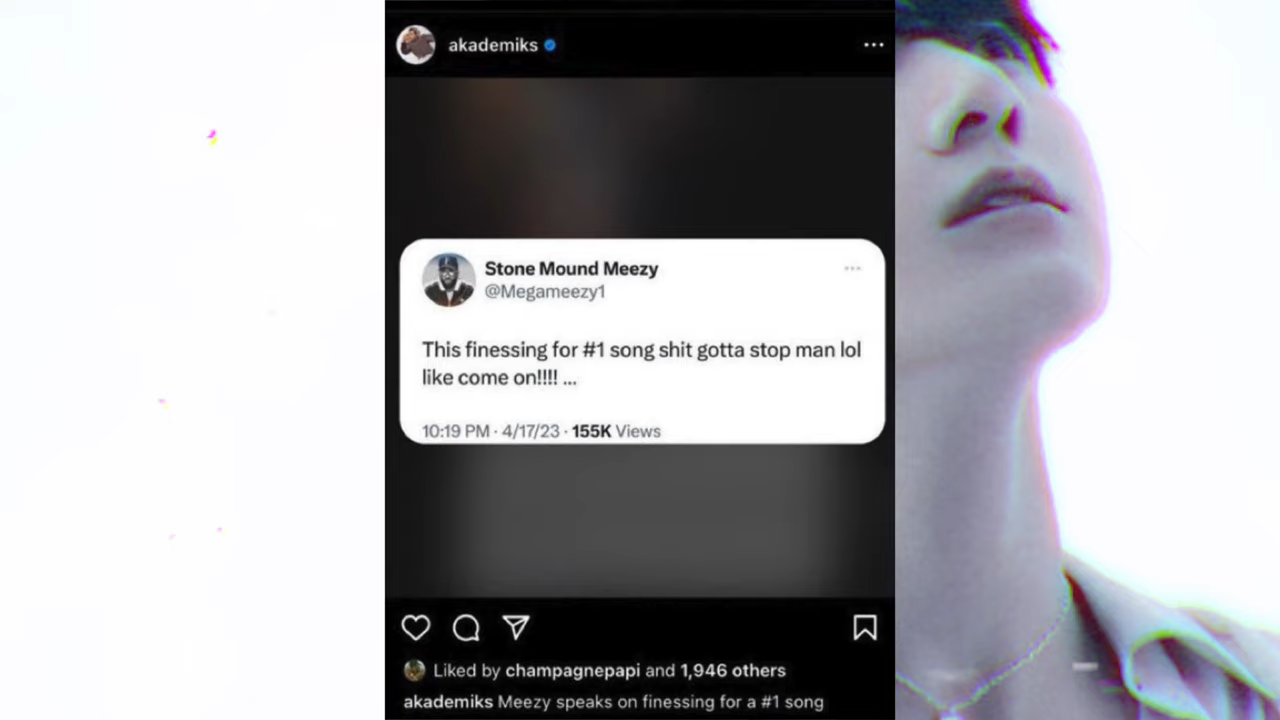 akademiks
Stone Mound Meezy
@Megameezy1
This finessing for #1 song shit gotta stop man lol
like come on!!!! ...
10:19 PM · 4/17/23 · 155K Views
Liked by champagnepapi and 1,946 others
akademiks Meezy speaks on finessing for a #1 song